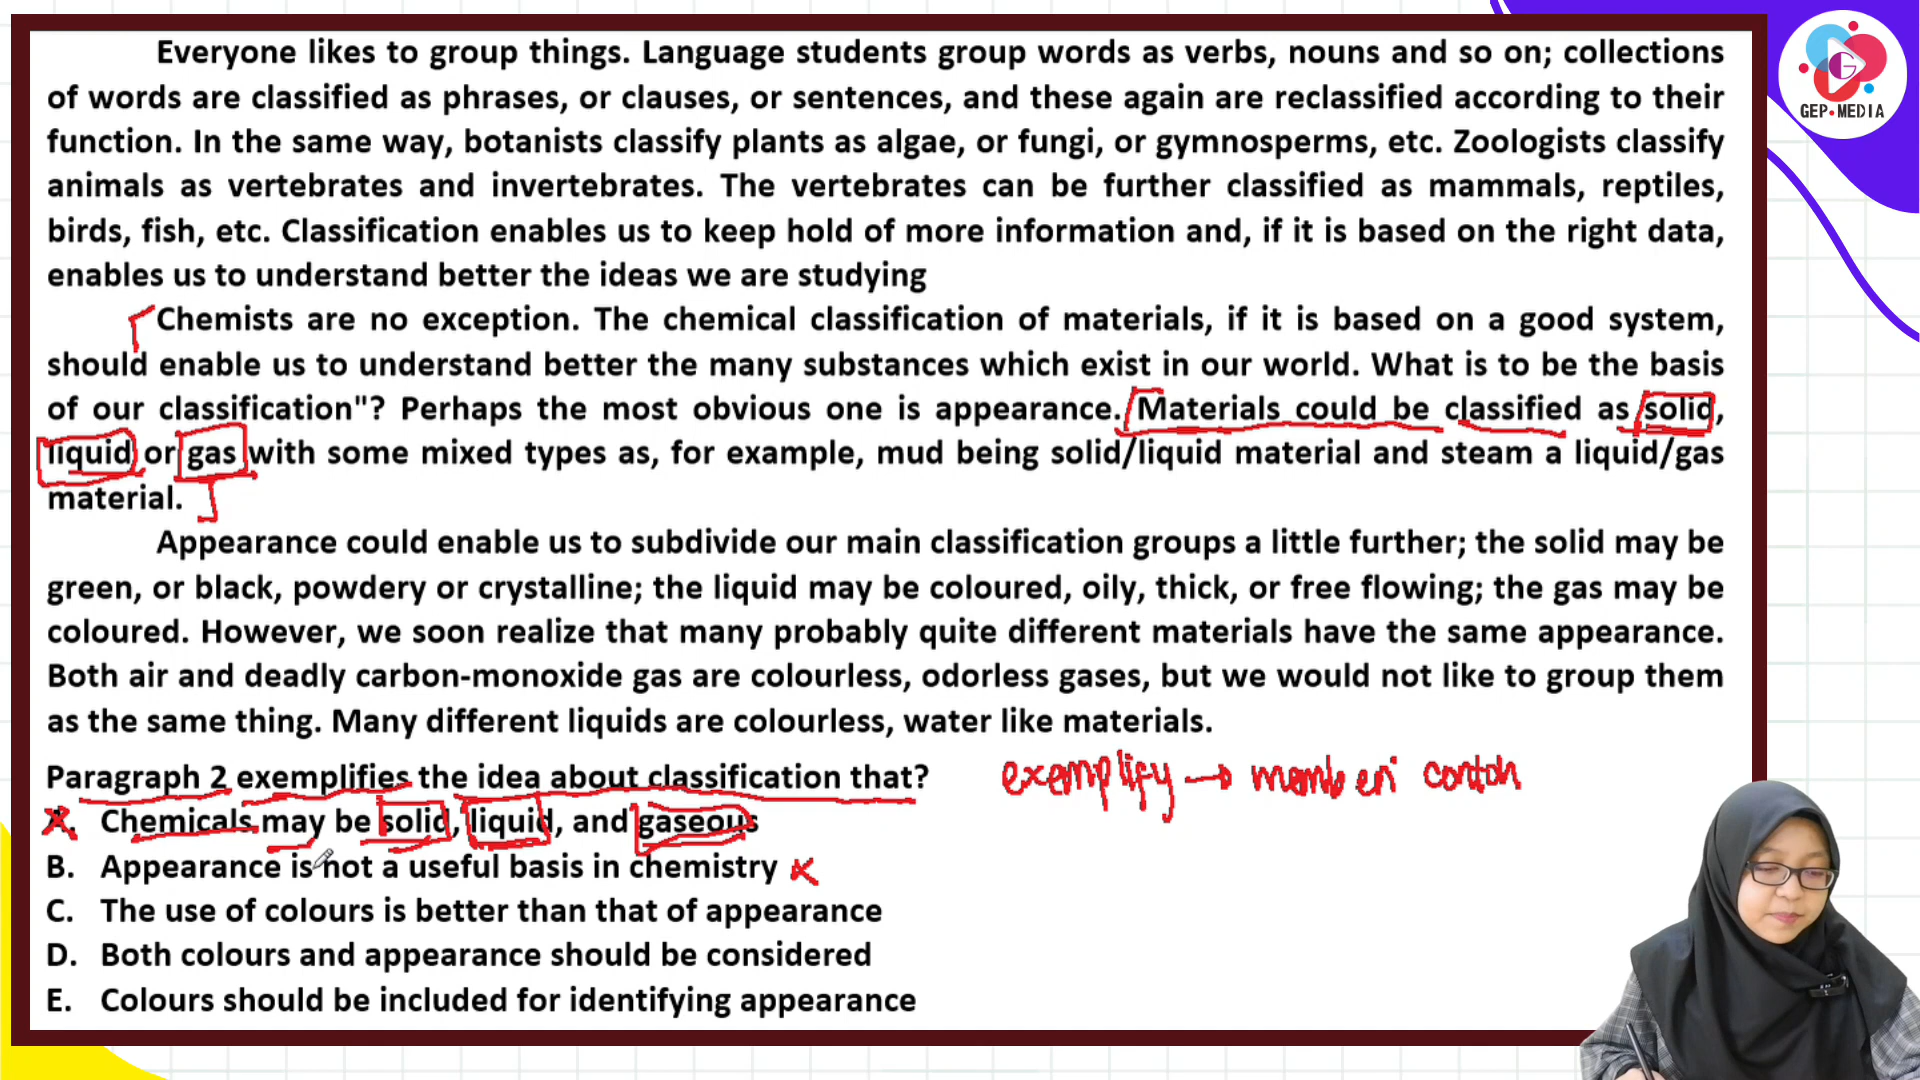 Everyone likes to group things. Language students group words as verbs, nouns and so on; collections
of words are classified as phrases, or clauses, or sentences, and these again are reclassified according to their
function. In the same way, botanists classify plants as algae, or fungi, or gymnosperms, etc. Zoologists classify
animals as vertebrates and invertebrates. The vertebrates can be further classified as mammals, reptiles,
birds, fish, etc. Classification enables us to keep hold of more information and, if it is based on the right data,
enables us to understand better the ideas we are studying
Chemists are no exception. The chemical classification of materials, if it is based on a good system,
should enable us to understand better the many substances which exist in our world. What is to be the basis
of our classification"? Perhaps the most obvious one is appearance. Materials could be classified as solid,
liquid or gas with some mixed types as, for example, mud being solid/liquid material and steam a liquid/gas
material.
Appearance could enable us to subdivide our main classification groups a little further; the solid may be
green, or black, powdery or crystalline; the liquid may be coloured, oily, thick, or free flowing; the gas may be
coloured. However, we soon realize that many probably quite different materials have the same appearance.
Both air and deadly carbon-monoxide gas are colourless, odorless gases, but we would not like to group them
as the same thing. Many different liquids are colourless, water like materials.
Paragraph 2 exemplifies the idea about classification that?
exemplify → memberi contoh
A. Chemicals may be solid, liquid, and gaseous
B. Appearance is not a useful basis in chemistry
C. The use of colours is better than that of appearance
D. Both colours and appearance should be considered
E. Colours should be included for identifying appearance
G
GEP•MEDIA